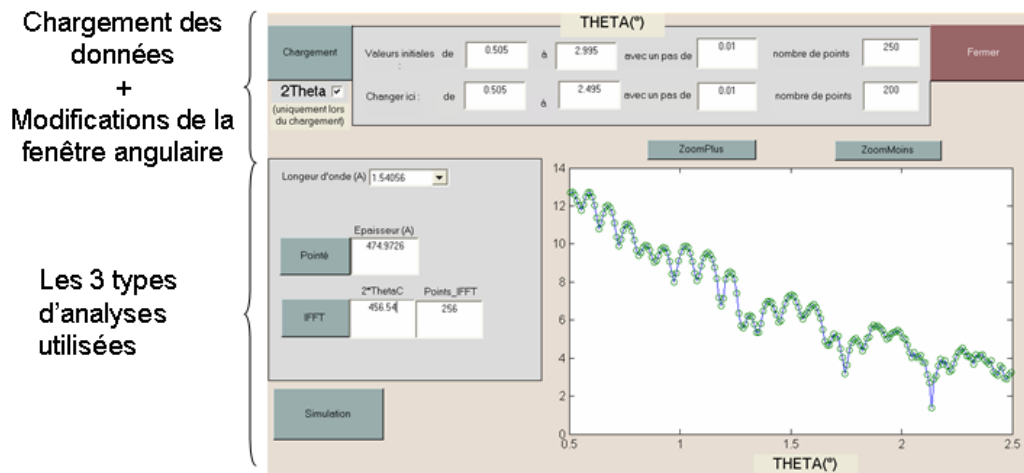 Chargement des
données
+
Modifications de la
fenêtre angulaire
Les 3 types
d'analyses
utilisées
THETA(°)
Chargement
Valeurs initiales de 0.505 à 2.995 avec un pas de 0.01 nombre de points 250
:
Fermer
2Theta
(uniquement lors
du chargement)
Changer ici : de 0.505 à 2.495 avec un pas de 0.01 nombre de points 200
ZoomPlus
ZoomMoins
Longeur d'onde (A) 1.54056
Epaisseur (A)
Pointé 474.9726
2*ThetaC Points_IFFT
IFFT 456.54 256
Simulation
14
12
10
8
6
4
2
0
0.5 1 1.5 2 2.5
THETA(°)